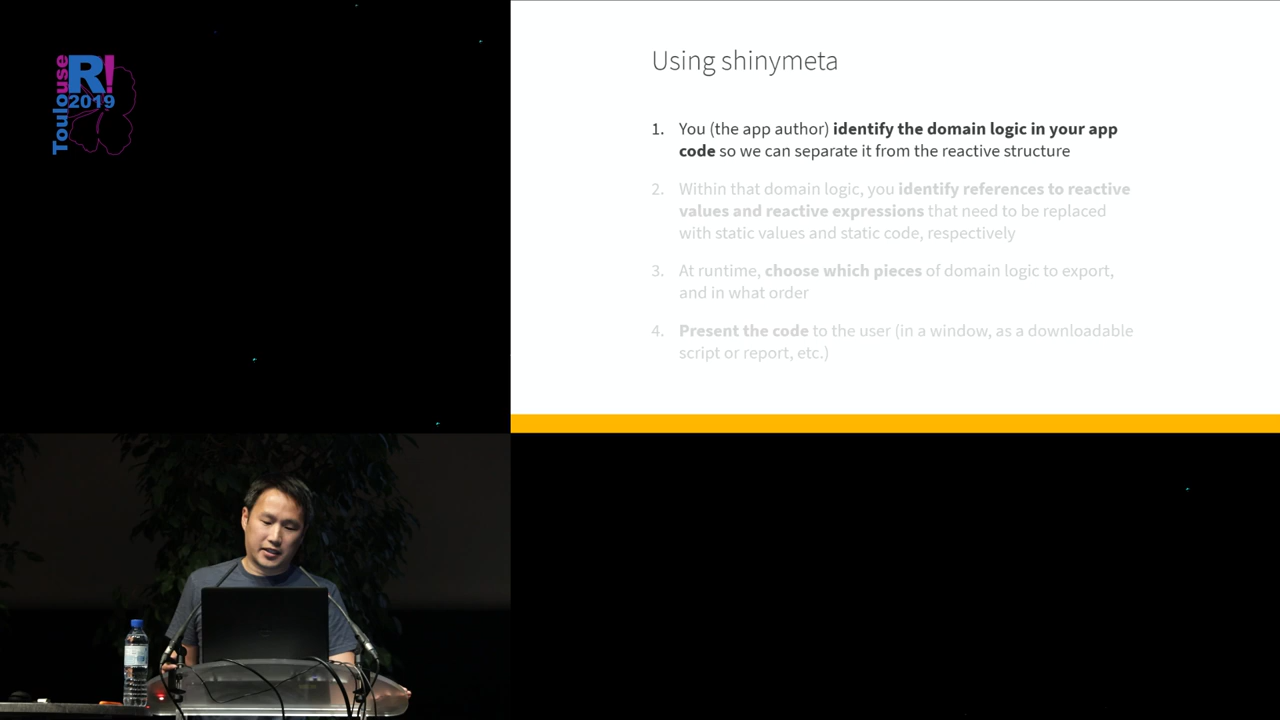 Toulouse
R!
2019
Using shinymeta
1. You (the app author) identify the domain logic in your app
code so we can separate it from the reactive structure
2. Within that domain logic, you identify references to reactive
values and reactive expressions that need to be replaced
with static values and static code, respectively
3. At runtime, choose which pieces of domain logic to export,
and in what order
4. Present the code to the user (in a window, as a downloadable
script or report, etc.)